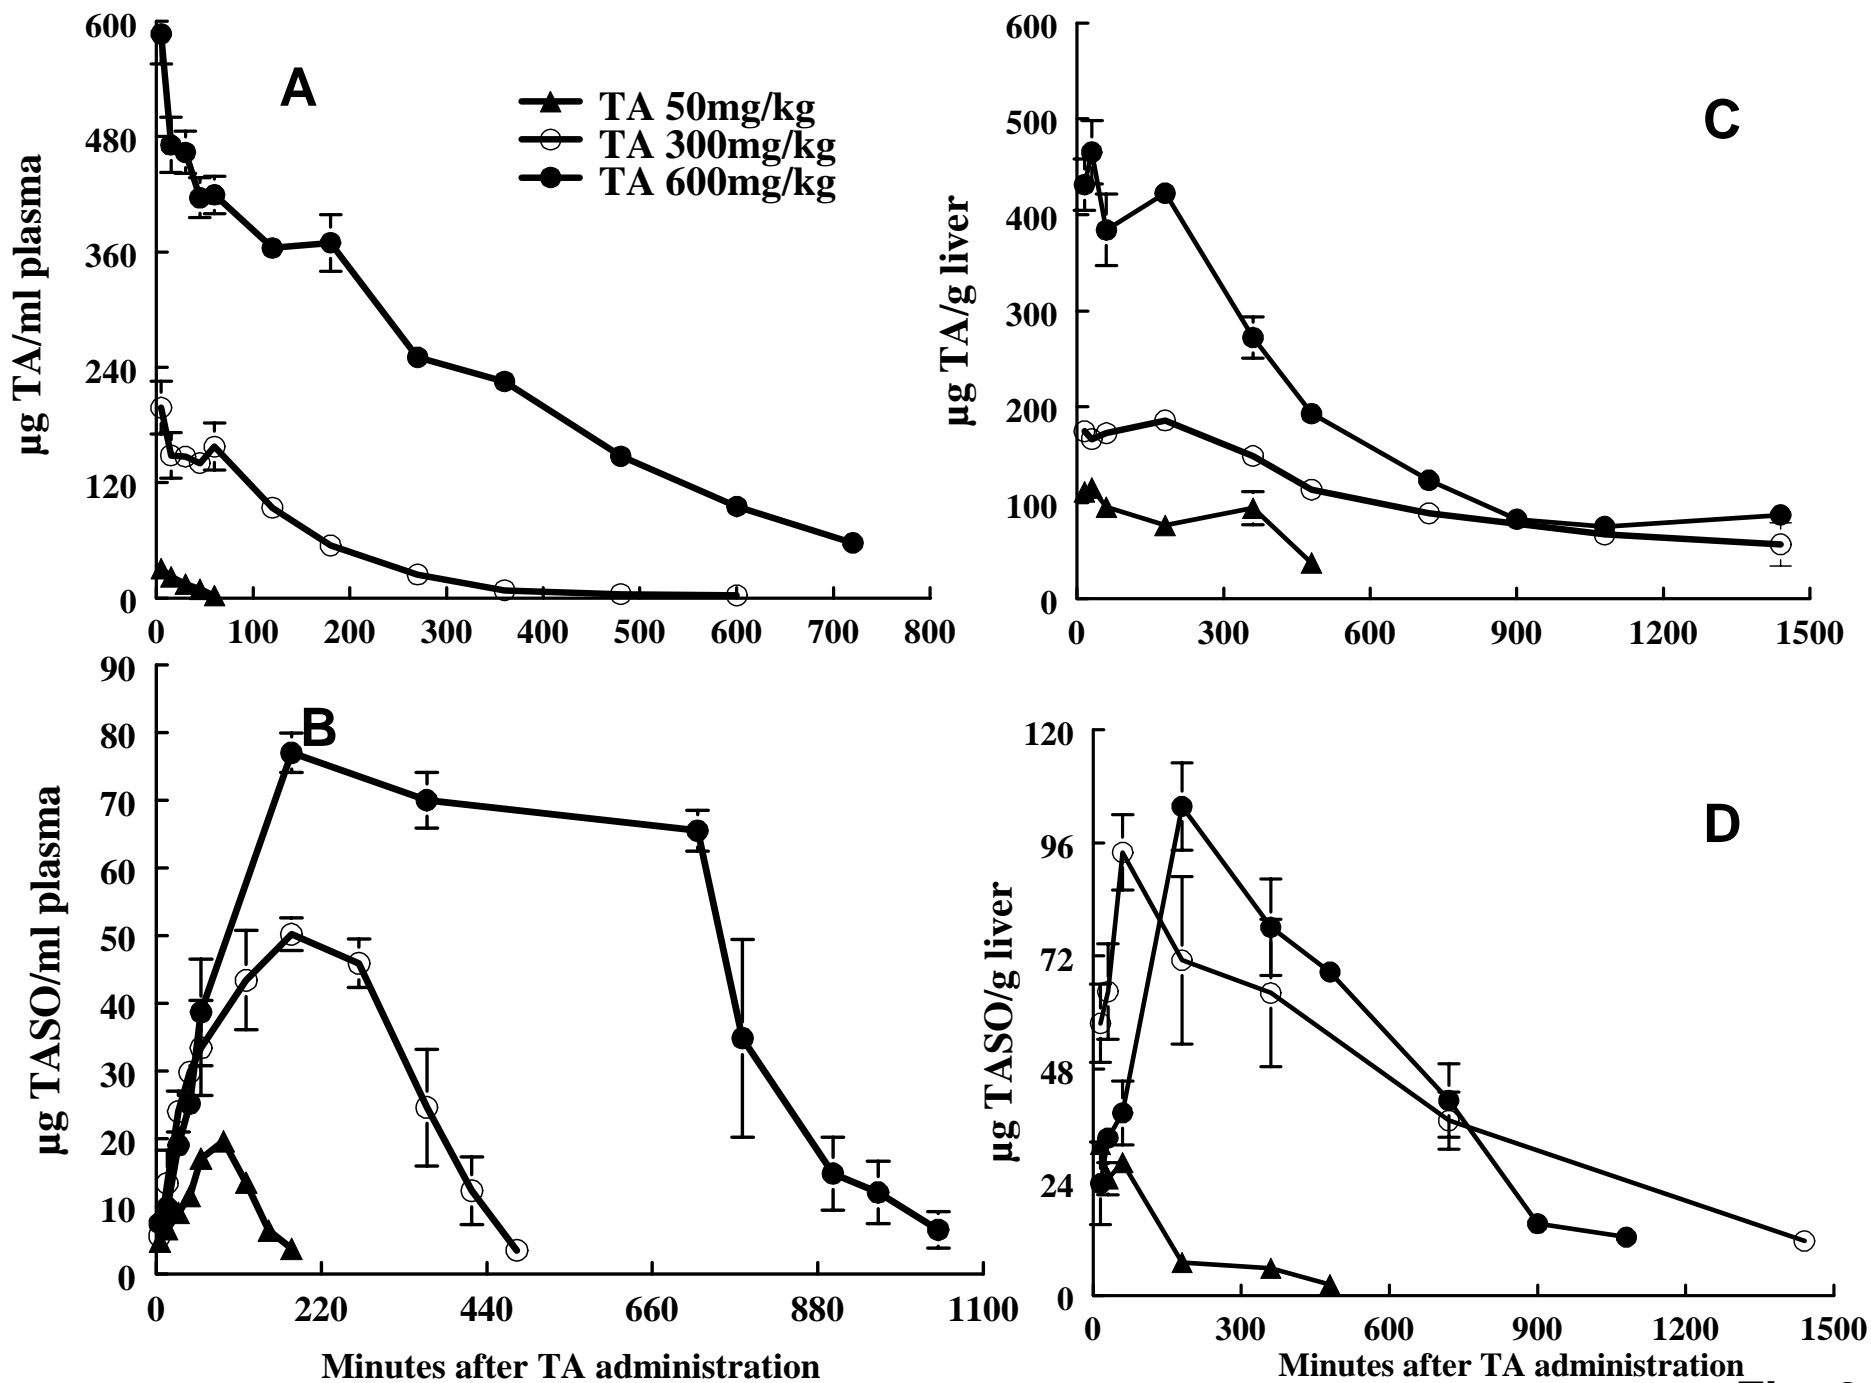 A
TA 50mg/kg
TA 300mg/kg
TA 600mg/kg
µg TA/ml plasma
600
480
360
240
120
0
0 100 200 300 400 500 600 700 800
C
µg TA/g liver
600
500
400
300
200
100
0
0 300 600 900 1200 1500
B
µg TASO/ml plasma
90
80
70
60
50
40
30
20
10
0
0 220 440 660 880 1100
Minutes after TA administration
D
µg TASO/g liver
120
96
72
48
24
0
0 300 600 900 1200 1500
Minutes after TA administration